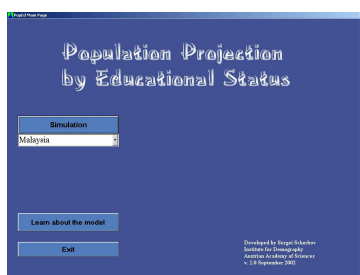 PopEd Main Page
Population Projection
by Educational Status
Simulation
Malaysia
Learn about the model
Exit
Developed by Sergei Scherbov
Institute for Demography
Austrian Academy of Sciences
v. 1.0 September 2002